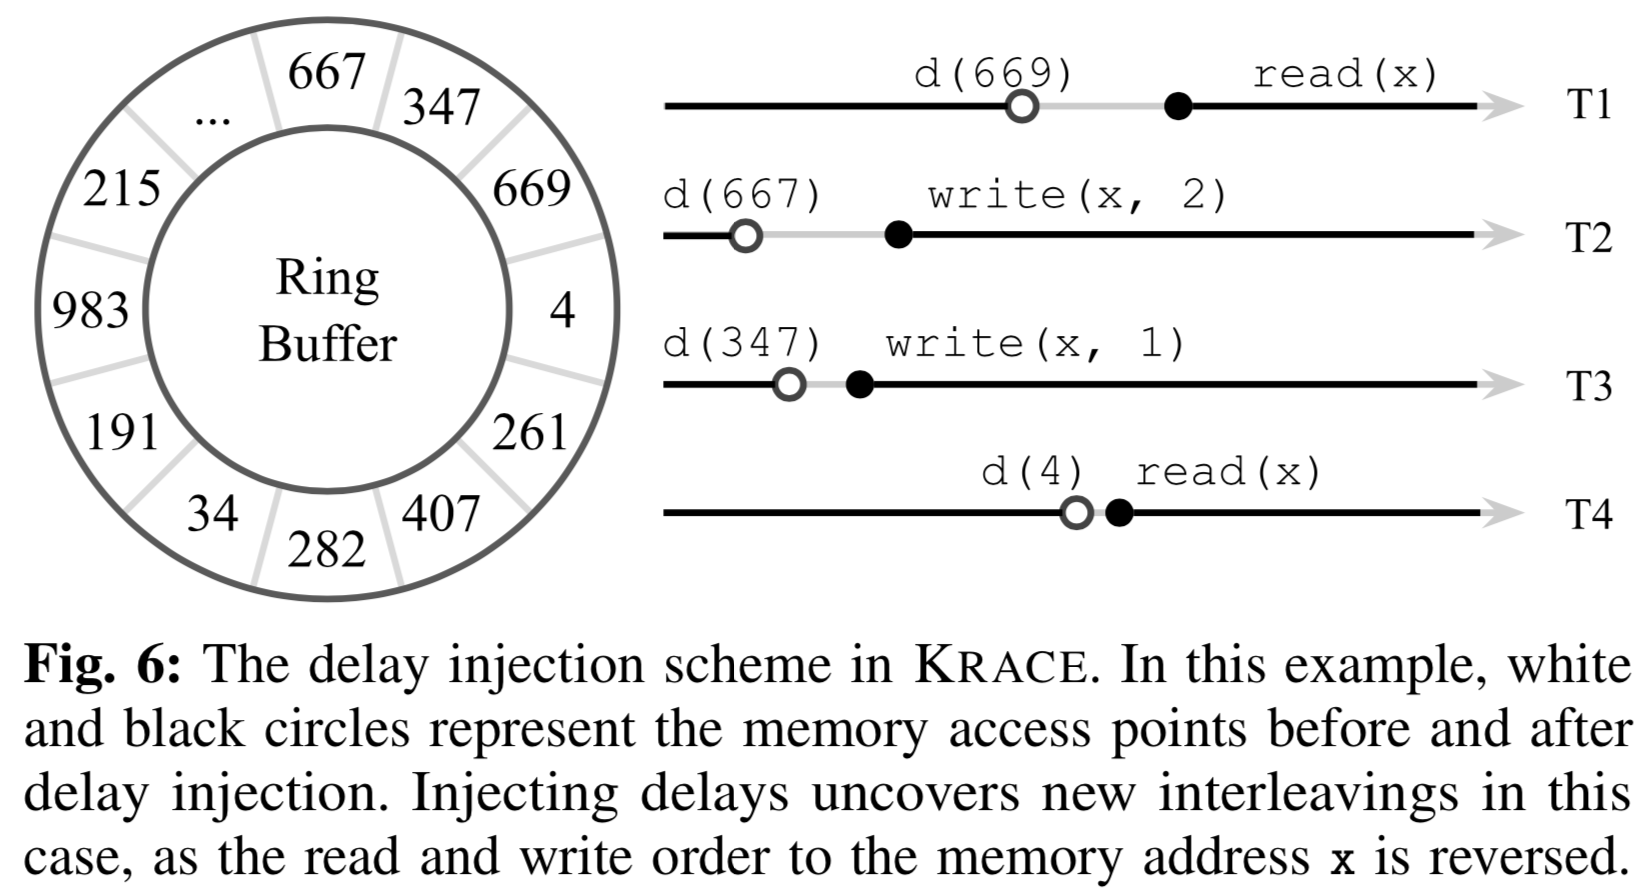 667
347
669
4
261
407
282
34
191
983
215
...
Ring
Buffer
d(669) read(x) T1
d(667) write(x, 2) T2
d(347) write(x, 1) T3
d(4) read(x) T4
Fig. 6: The delay injection scheme in KRACE. In this example, white
and black circles represent the memory access points before and after
delay injection. Injecting delays uncovers new interleavings in this
case, as the read and write order to the memory address x is reversed.